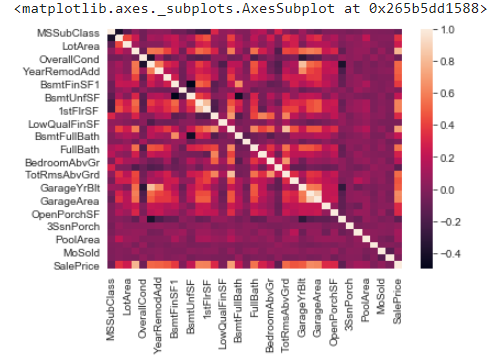 <matplotlib.axes._subplots.AxesSubplot at 0x265b5dd1588>
MSSubClass
LotArea
OverallCond
YearRemodAdd
BsmtFinSF1
BsmtUnfSF
1stFlrSF
LowQualFinSF
BsmtFullBath
FullBath
BedroomAbvGr
TotRmsAbvGrd
GarageYrBlt
GarageArea
OpenPorchSF
3SsnPorch
PoolArea
MoSold
SalePrice
MSSubClass
LotArea
OverallCond
YearRemodAdd
BsmtFinSF1
BsmtUnfSF
1stFlrSF
LowQualFinSF
BsmtFullBath
FullBath
BedroomAbvGr
TotRmsAbvGrd
GarageYrBlt
GarageArea
OpenPorchSF
3SsnPorch
PoolArea
MoSold
SalePrice
1.0
0.8
0.6
0.4
0.2
0.0
−0.2
−0.4